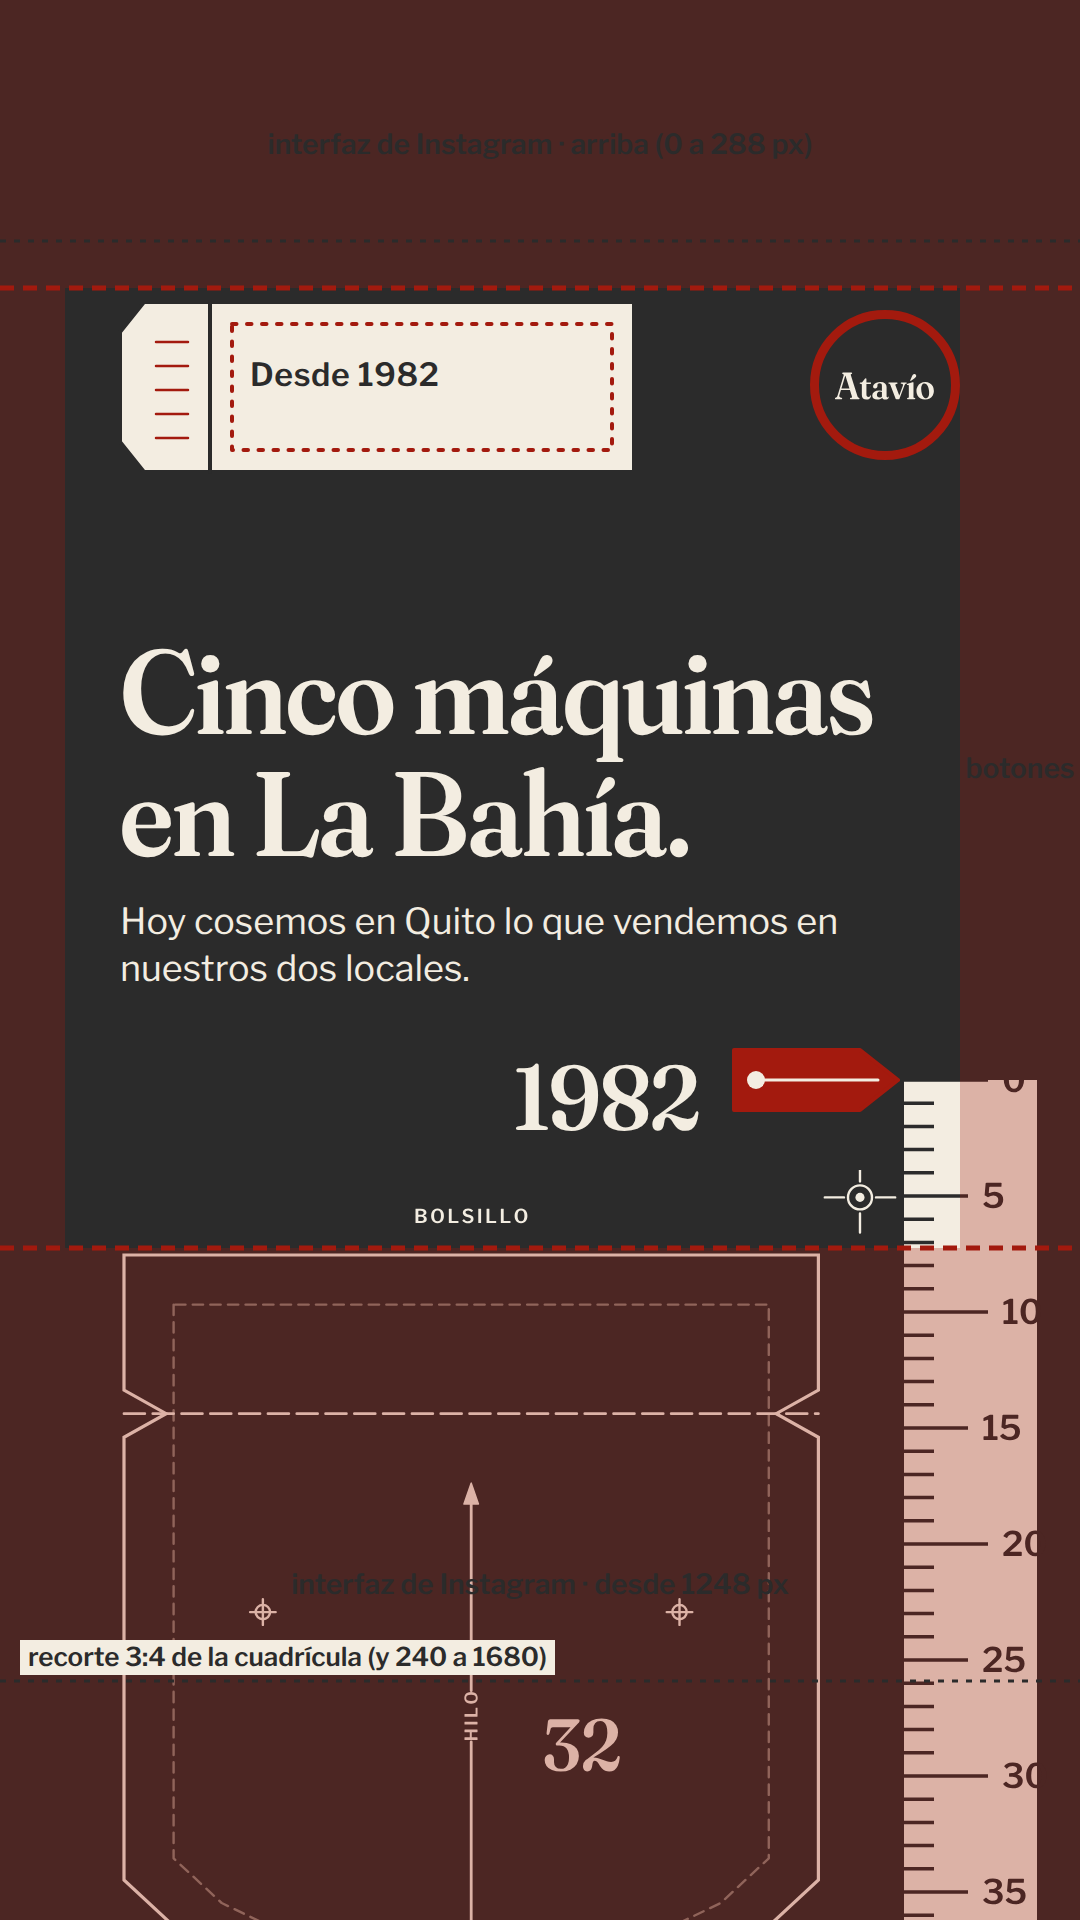 interfaz de Instagram · arriba (0 a 288 px)
Desde 1982
Atavío
Cinco máquinas
en La Bahía.
botones
Hoy cosemos en Quito lo que vendemos en
nuestros dos locales.
1982
0
5
BOLSILLO
10
15
20
interfaz de Instagram · desde 1248 px
recorte 3:4 de la cuadrícula (y 240 a 1680)
25
HILO
32
30
35